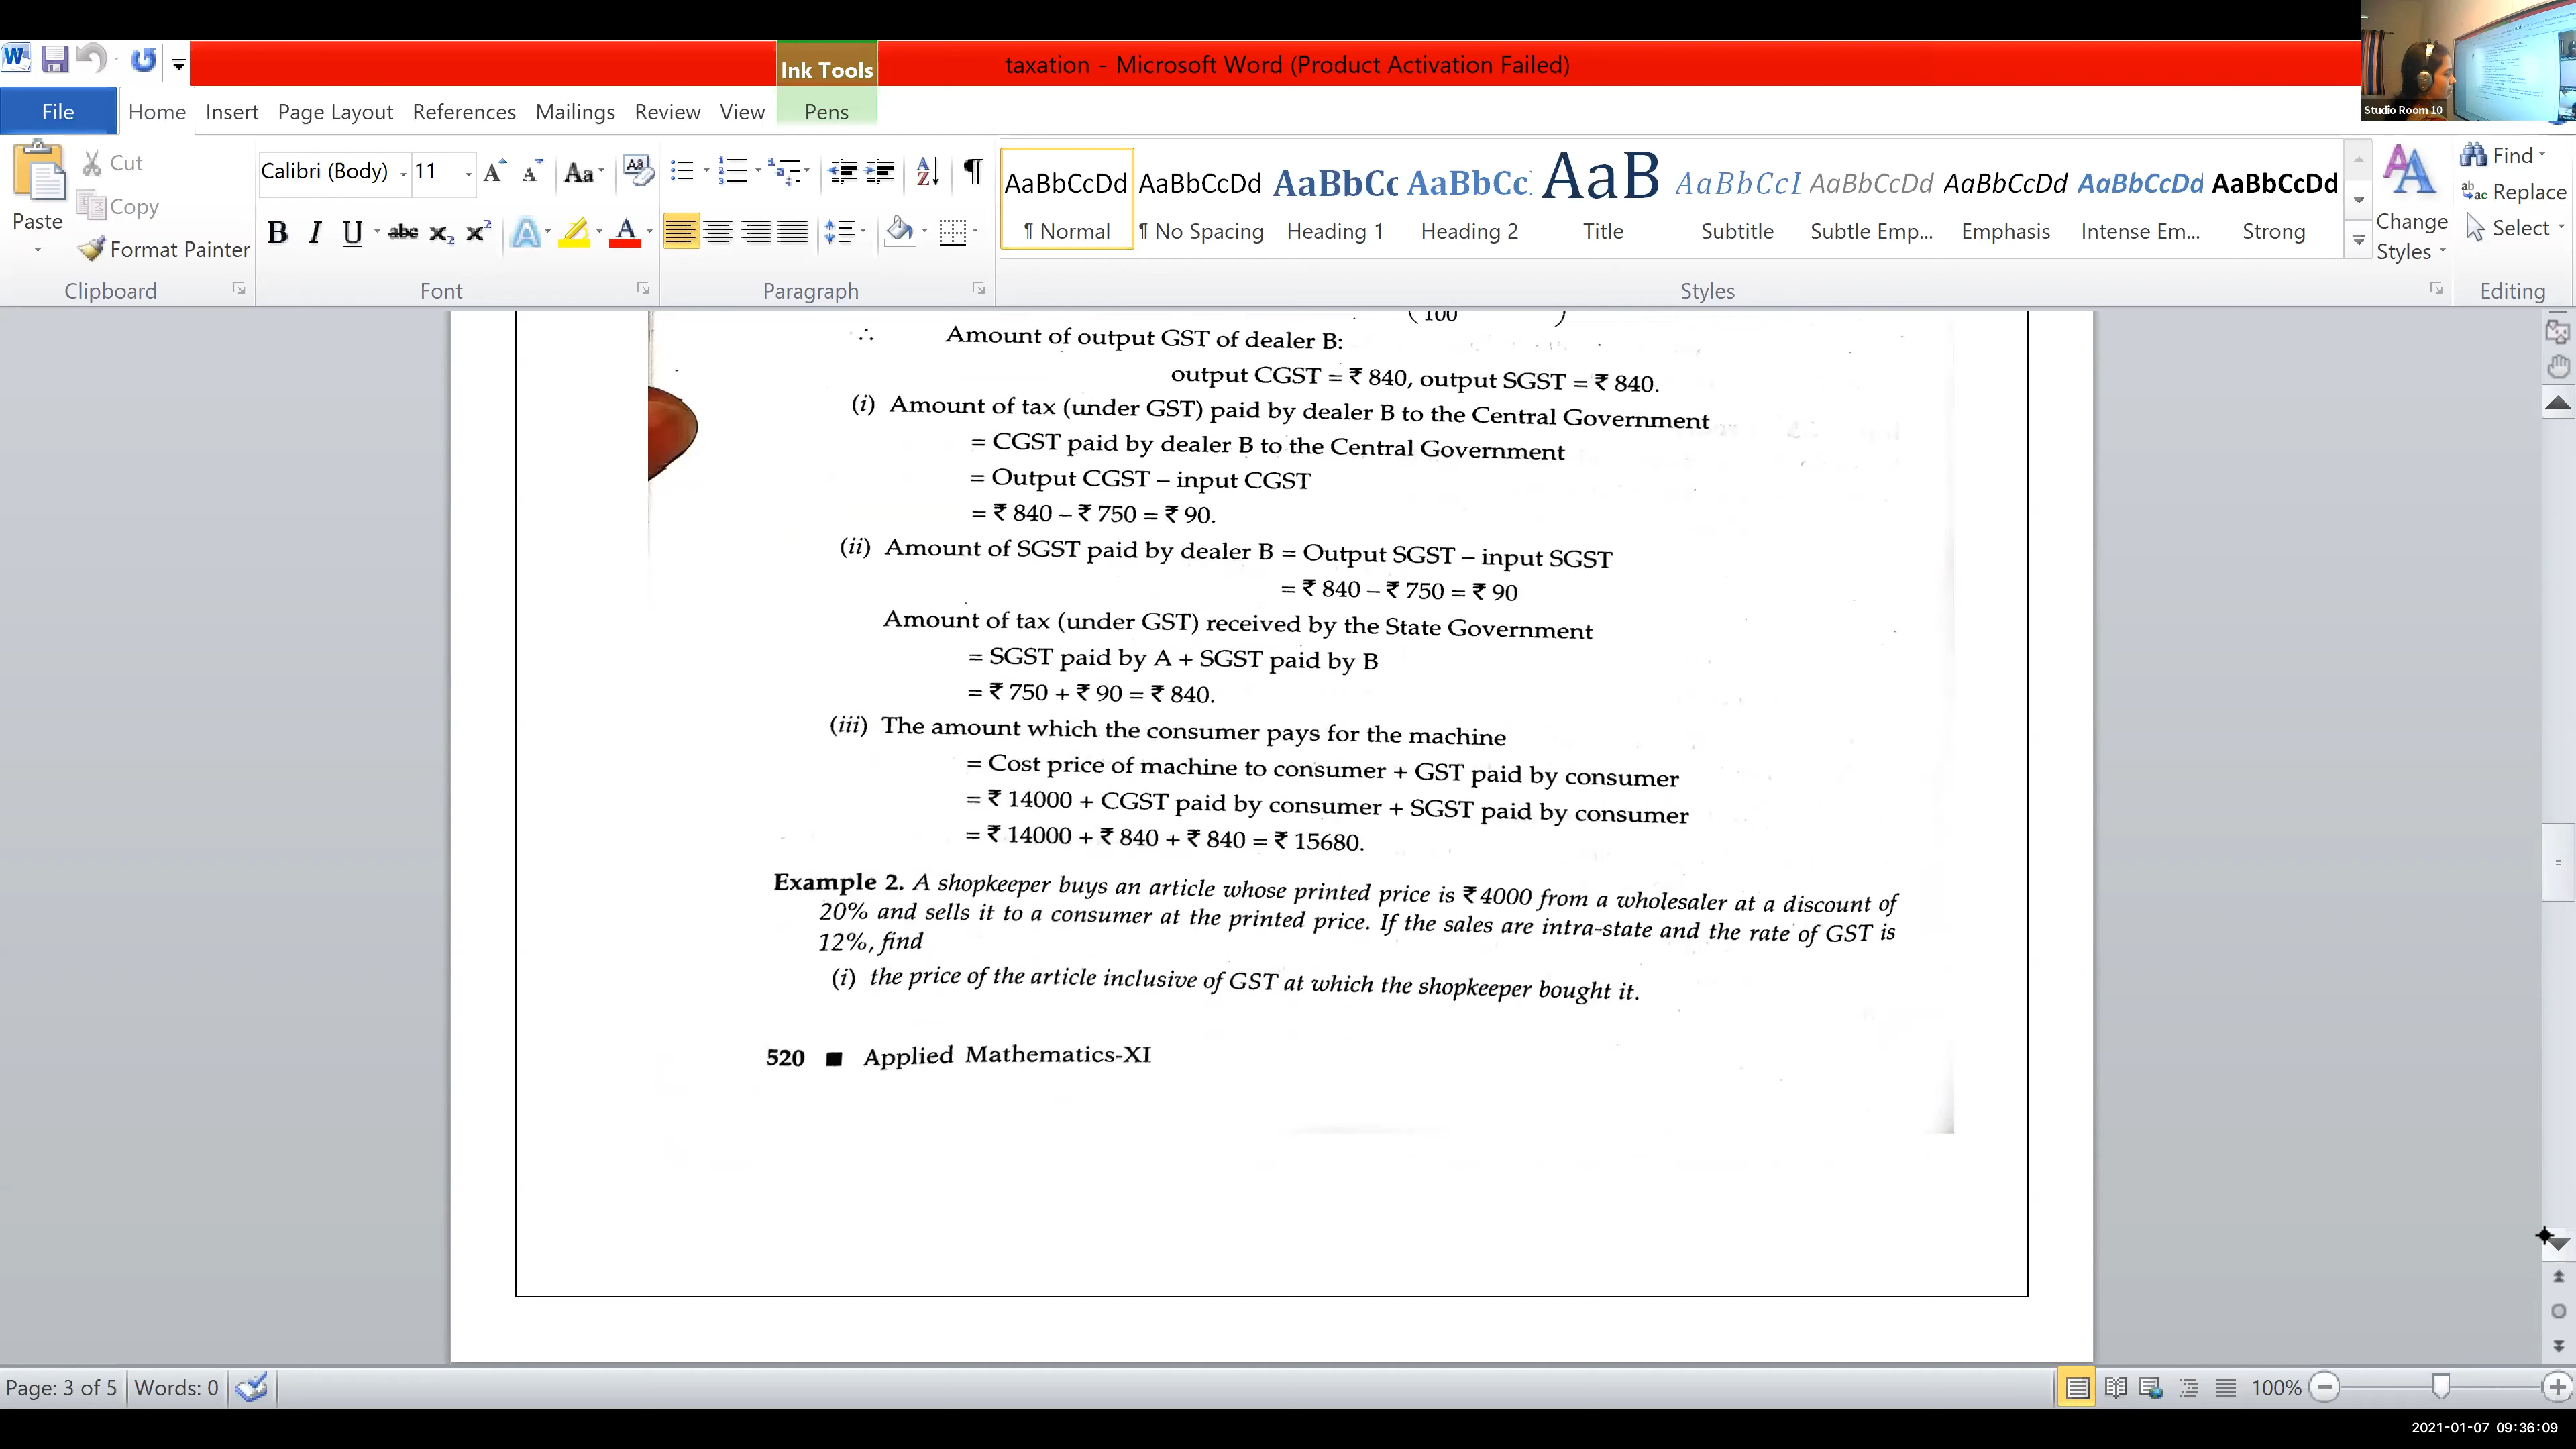 taxation - Microsoft Word (Product Activation Failed)
Ink Tools
Studio Room 10
File Home Insert Page Layout References Mailings Review View Pens
Paste
Cut
Copy
Format Painter
Clipboard
Calibri (Body) 11
Font
Paragraph
AaBbCcDd AaBbCcDd AaBbCc AaBbCc AaB AaBbCcI AaBbCcDd AaBbCcDd AaBbCcDd AaBbCcDd
¶ Normal ¶ No Spacing Heading 1 Heading 2 Title Subtitle Subtle Emp... Emphasis Intense Em... Strong
Styles
Change
Styles
Find
Replace
Select
Editing
( 100 )
∴ Amount of output GST of dealer B:
output CGST = ₹ 840, output SGST = ₹ 840.
(i) Amount of tax (under GST) paid by dealer B to the Central Government
= CGST paid by dealer B to the Central Government
= Output CGST – input CGST
= ₹ 840 – ₹ 750 = ₹ 90.
(ii) Amount of SGST paid by dealer B = Output SGST – input SGST
= ₹ 840 – ₹ 750 = ₹ 90
Amount of tax (under GST) received by the State Government
= SGST paid by A + SGST paid by B
= ₹ 750 + ₹ 90 = ₹ 840.
(iii) The amount which the consumer pays for the machine
= Cost price of machine to consumer + GST paid by consumer
= ₹ 14000 + CGST paid by consumer + SGST paid by consumer
= ₹ 14000 + ₹ 840 + ₹ 840 = ₹ 15680.
Example 2. A shopkeeper buys an article whose printed price is ₹ 4000 from a wholesaler at a discount of
20% and sells it to a consumer at the printed price. If the sales are intra-state and the rate of GST is
12%, find
(i) the price of the article inclusive of GST at which the shopkeeper bought it.
520 ■ Applied Mathematics-XI
Page: 3 of 5 Words: 0
100%
2021-01-07 09:36:09